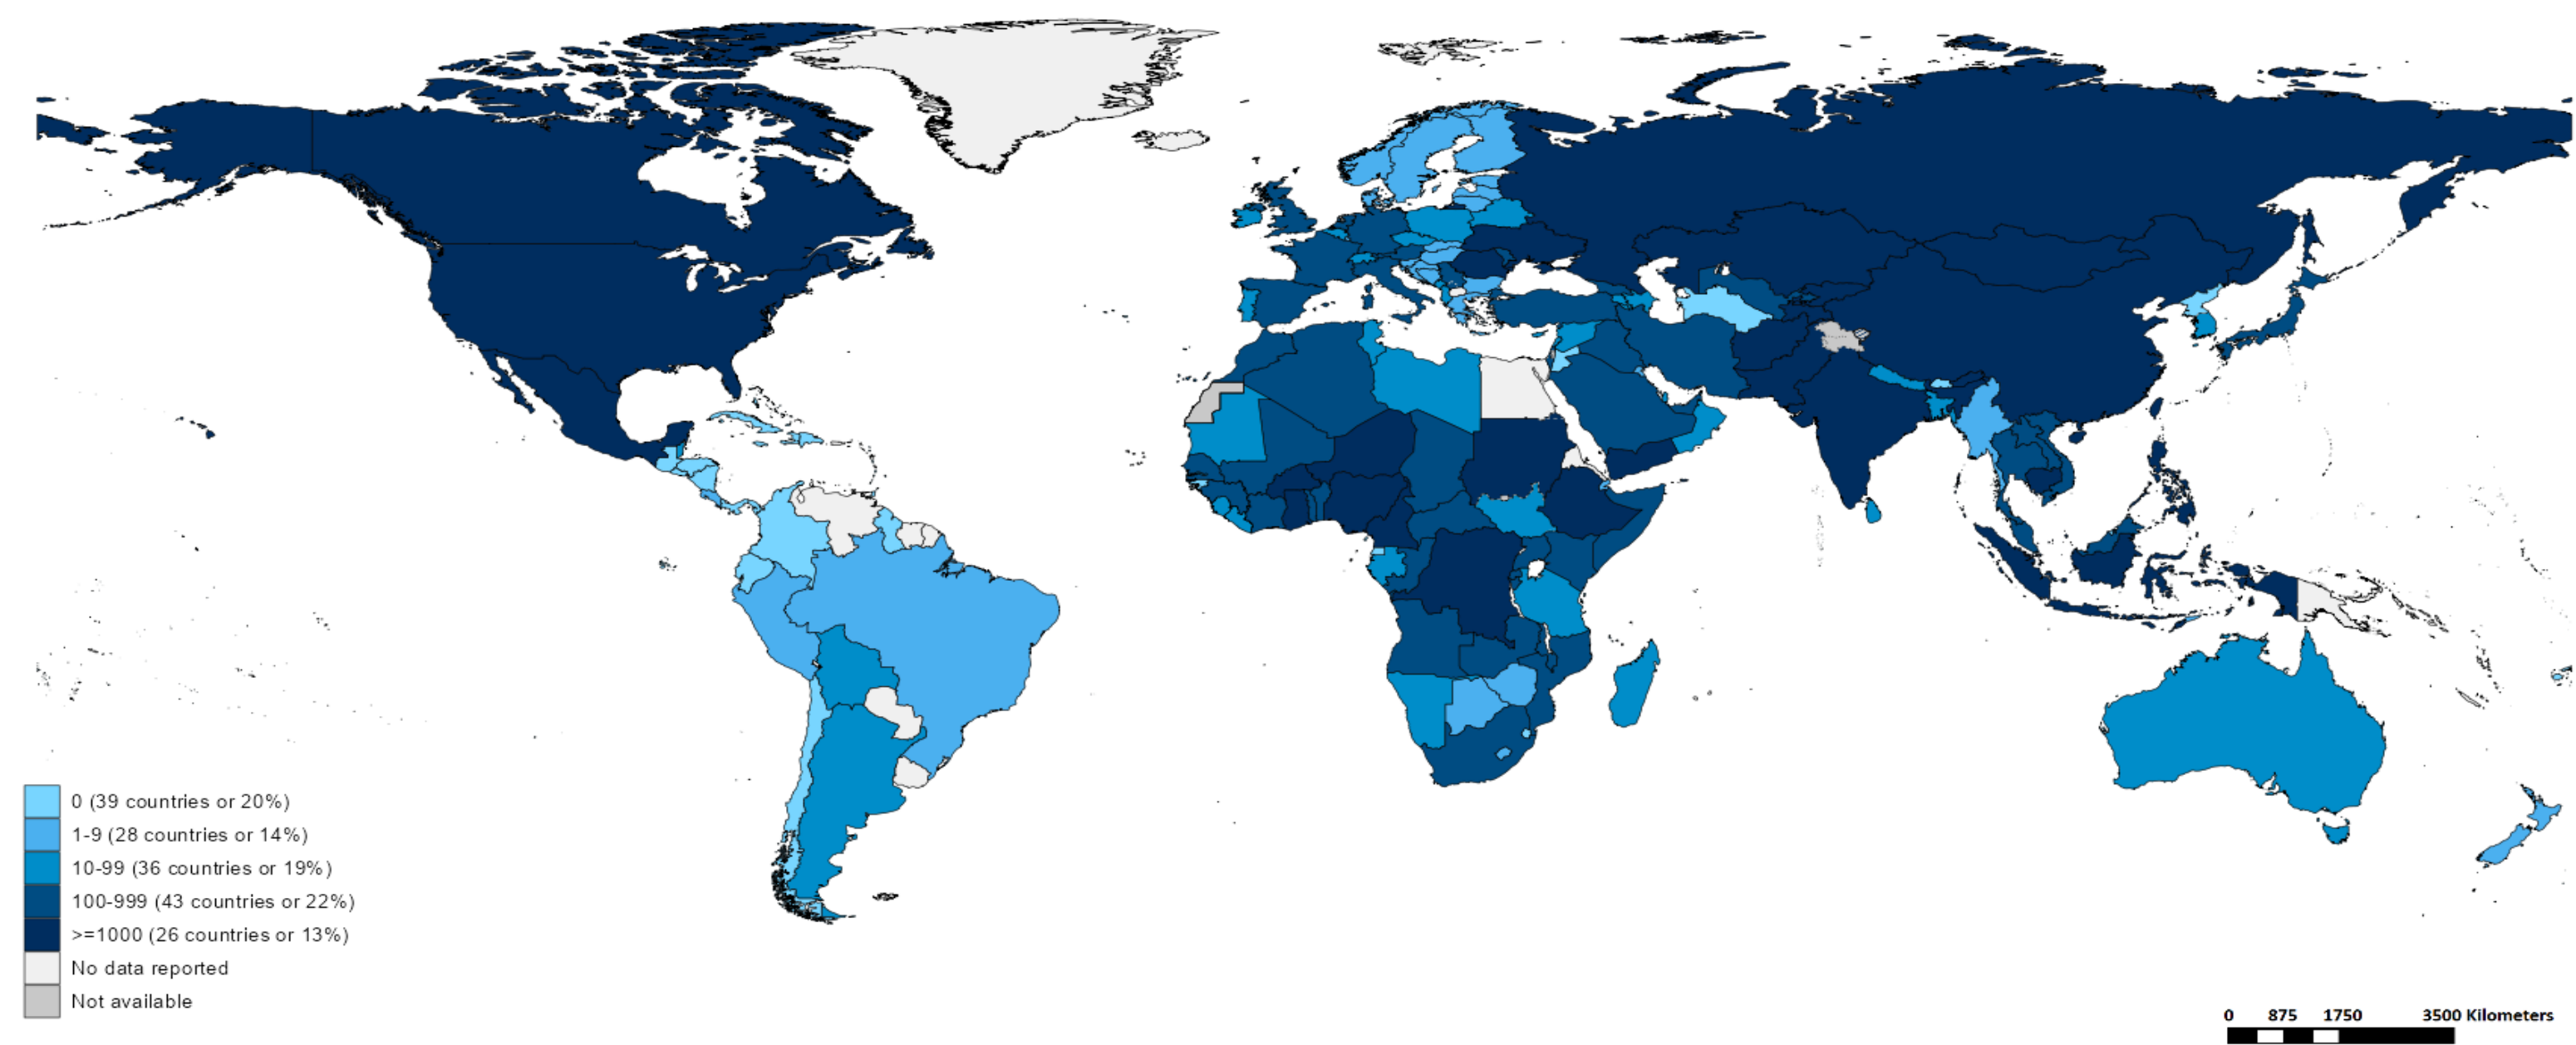 0 (39 countries or 20%)
1-9 (28 countries or 14%)
10-99 (36 countries or 19%)
100-999 (43 countries or 22%)
>=1000 (26 countries or 13%)
No data reported
Not available
0 875 1750 3500 Kilometers